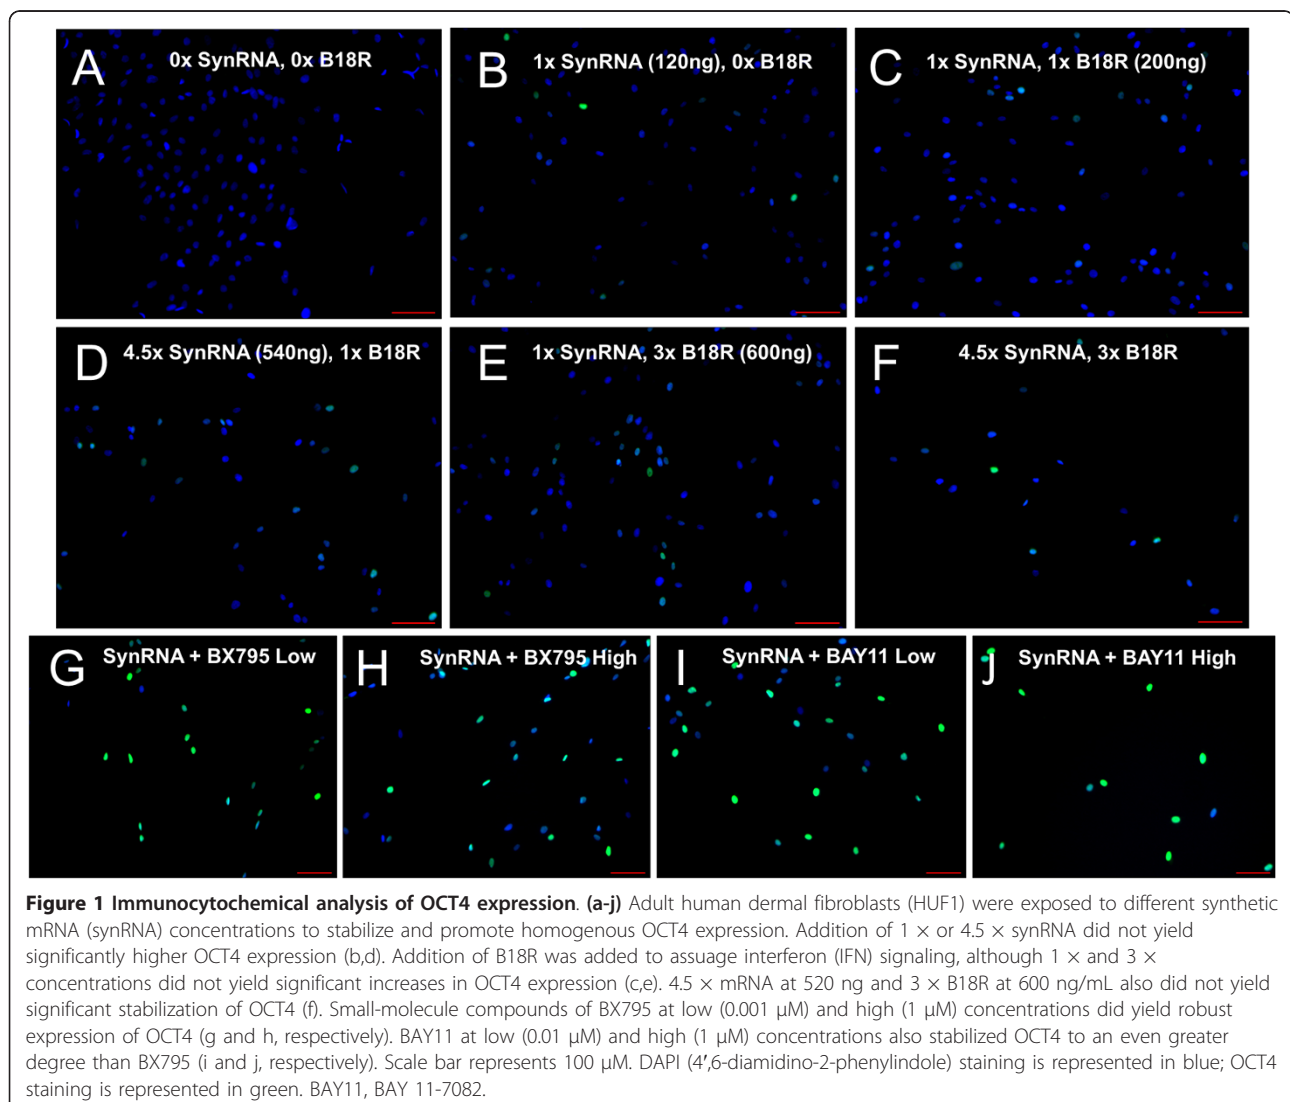 A
0x SynRNA, 0x B18R
B
1x SynRNA (120ng), 0x B18R
C
1x SynRNA, 1x B18R (200ng)
D
4.5x SynRNA (540ng), 1x B18R
E
1x SynRNA, 3x B18R (600ng)
F
4.5x SynRNA, 3x B18R
G
SynRNA + BX795 Low
H
SynRNA + BX795 High
I
SynRNA + BAY11 Low
J
SynRNA + BAY11 High
Figure 1 Immunocytochemical analysis of OCT4 expression. (a-j) Adult human dermal fibroblasts (HUF1) were exposed to different synthetic
mRNA (synRNA) concentrations to stabilize and promote homogenous OCT4 expression. Addition of 1 × or 4.5 × synRNA did not yield
significantly higher OCT4 expression (b,d). Addition of B18R was added to assuage interferon (IFN) signaling, although 1 × and 3 ×
concentrations did not yield significant increases in OCT4 expression (c,e). 4.5 × mRNA at 520 ng and 3 × B18R at 600 ng/mL also did not yield
significant stabilization of OCT4 (f). Small-molecule compounds of BX795 at low (0.001 μM) and high (1 μM) concentrations did yield robust
expression of OCT4 (g and h, respectively). BAY11 at low (0.01 μM) and high (1 μM) concentrations also stabilized OCT4 to an even greater
degree than BX795 (i and j, respectively). Scale bar represents 100 μM. DAPI (4′,6-diamidino-2-phenylindole) staining is represented in blue; OCT4
staining is represented in green. BAY11, BAY 11-7082.